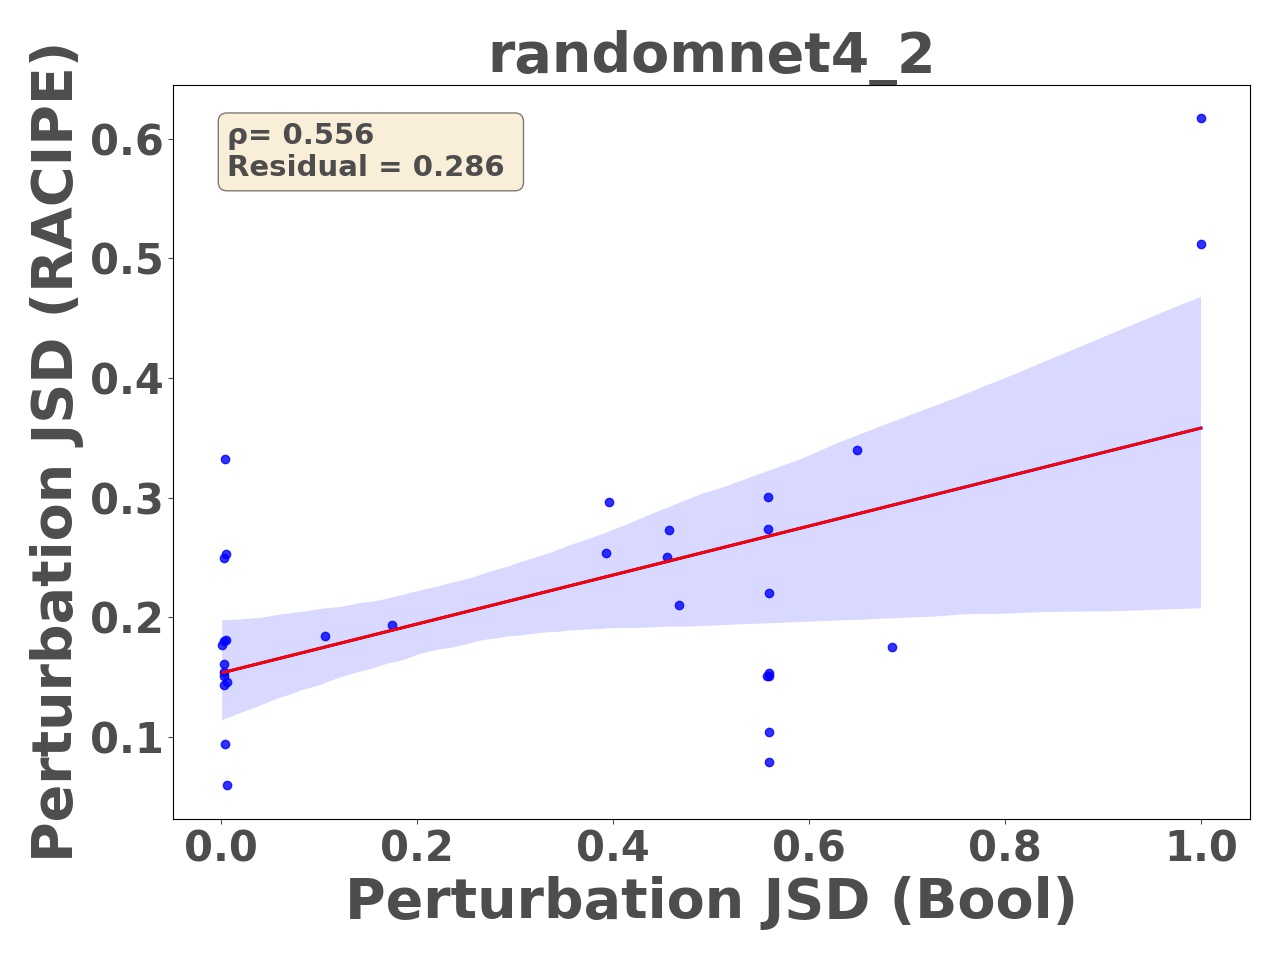 randomnet4_2
ρ= 0.556
Residual = 0.286
Perturbation JSD (RACIPE)
0.6
0.5
0.4
0.3
0.2
0.1
0.0 0.2 0.4 0.6 0.8 1.0
Perturbation JSD (Bool)